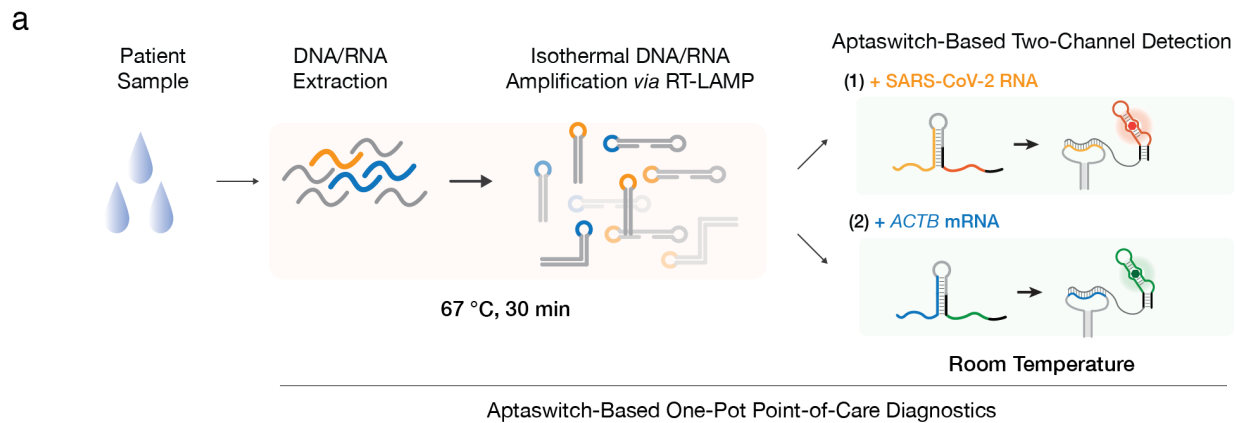 a
Patient
Sample
DNA/RNA
Extraction
Isothermal DNA/RNA
Amplification via RT-LAMP
Aptaswitch-Based Two-Channel Detection
(1) + SARS-CoV-2 RNA
(2) + ACTB mRNA
67 °C, 30 min
Room Temperature
Aptaswitch-Based One-Pot Point-of-Care Diagnostics